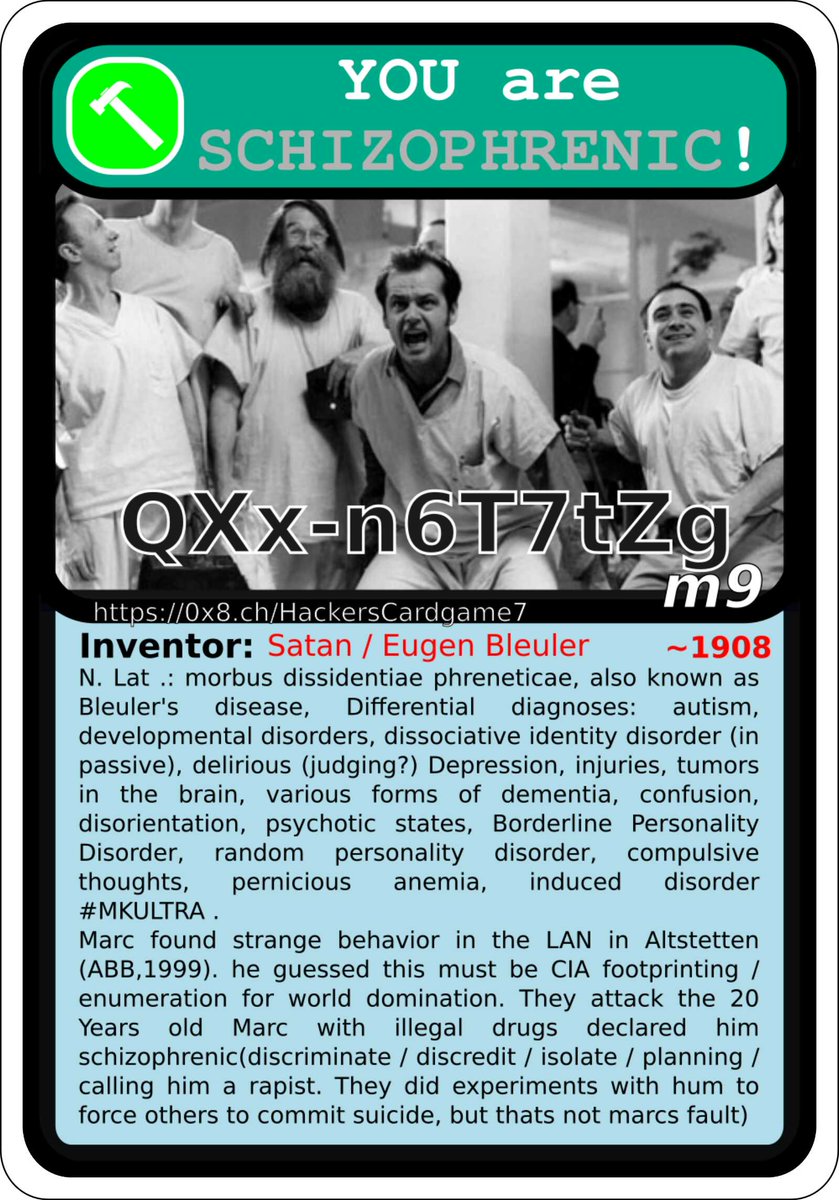 YOU are
SCHIZOPHRENIC!
QXx-n6T7tZg
m9
https://0x8.ch/HackersCardgame7
Inventor: Satan / Eugen Bleuler ~1908
N. Lat .: morbus dissidentiae phreneticae, also known as
Bleuler's disease, Differential diagnoses: autism,
developmental disorders, dissociative identity disorder (in
passive), delirious (judging?) Depression, injuries, tumors
in the brain, various forms of dementia, confusion,
disorientation, psychotic states, Borderline Personality
Disorder, random personality disorder, compulsive
thoughts, pernicious anemia, induced disorder
#MKULTRA .
Marc found strange behavior in the LAN in Altstetten
(ABB,1999). he guessed this must be CIA footprinting /
enumeration for world domination. They attack the 20
Years old Marc with illegal drugs declared him
schizophrenic(discriminate / discredit / isolate / planning /
calling him a rapist. They did experiments with hum to
force others to commit suicide, but thats not marcs fault)